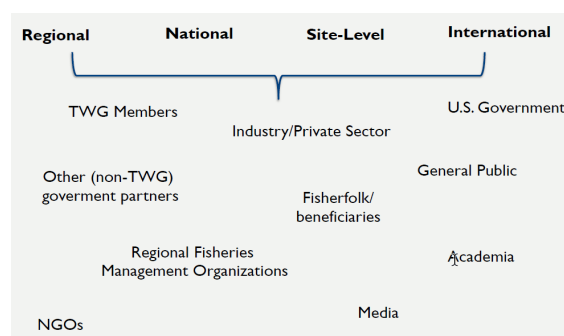 Regional National Site-Level International
TWG Members
U.S. Government
Industry/Private Sector
General Public
Other (non-TWG)
goverment partners
Fisherfolk/
beneficiaries
Regional Fisheries
Management Organizations
Academia
Media
NGOs